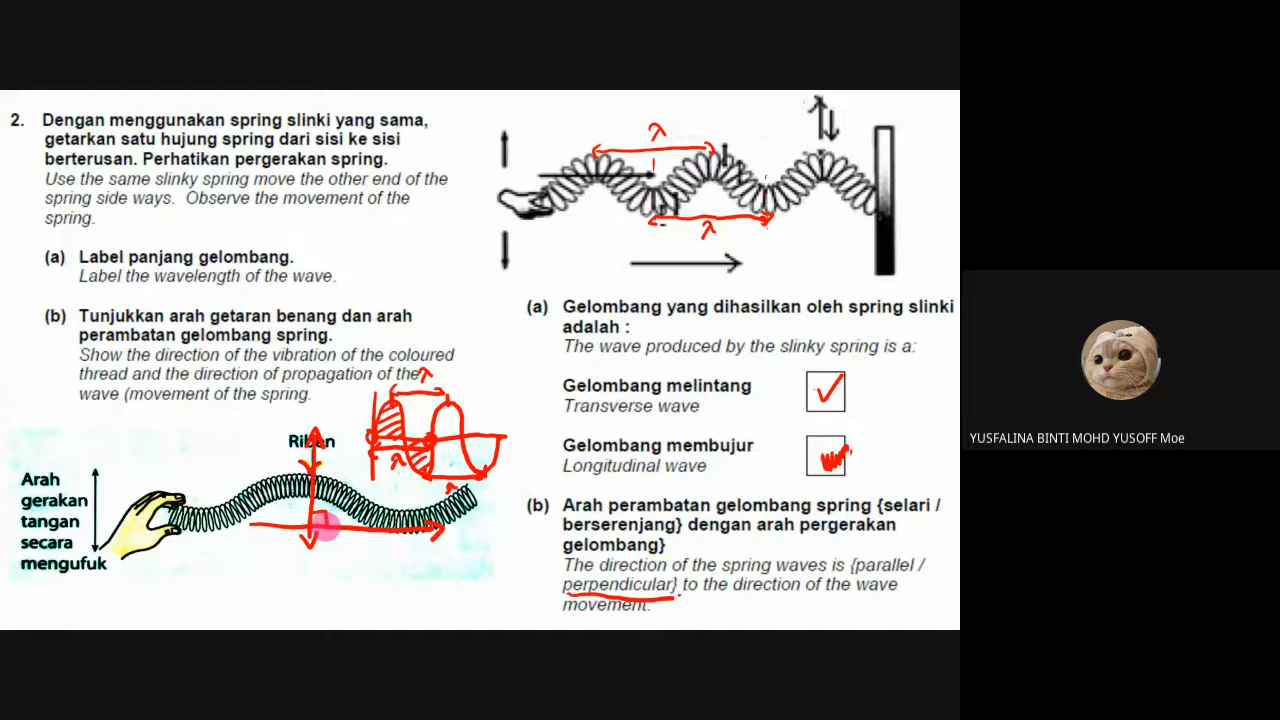 2. Dengan menggunakan spring slinki yang sama,
getarkan satu hujung spring dari sisi ke sisi
berterusan. Perhatikan pergerakan spring.
Use the same slinky spring move the other end of the
spring side ways. Observe the movement of the
spring.
(a) Label panjang gelombang.
Label the wavelength of the wave.
(b) Tunjukkan arah getaran benang dan arah
perambatan gelombang spring.
Show the direction of the vibration of the coloured
thread and the direction of propagation of the
wave (movement of the spring.
λ
λ
Riben
Arah
gerakan
tangan
secara
mengufuk
λ
λ
(a) Gelombang yang dihasilkan oleh spring slinki
adalah :
The wave produced by the slinky spring is a:
Gelombang melintang
Transverse wave
Gelombang membujur
Longitudinal wave
(b) Arah perambatan gelombang spring {selari /
berserenjang} dengan arah pergerakan
gelombang}
The direction of the spring waves is {parallel /
perpendicular} to the direction of the wave
movement.
YUSFALINA BINTI MOHD YUSOFF Moe